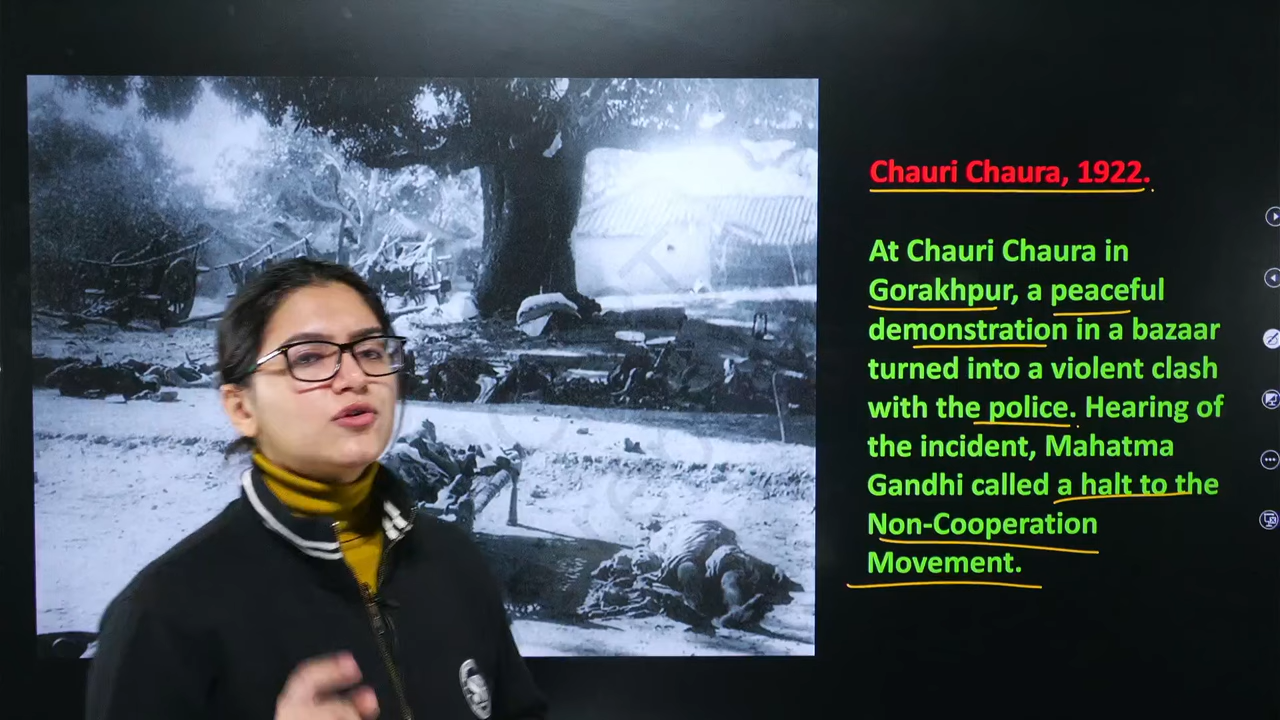 Chauri Chaura, 1922.
At Chauri Chaura in
Gorakhpur, a peaceful
demonstration in a bazaar
turned into a violent clash
with the police. Hearing of
the incident, Mahatma
Gandhi called a halt to the
Non-Cooperation
Movement.